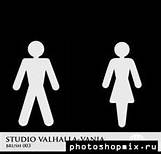 STUDIO VALHALLA-VANJA
BRUSH 003
photoshopmix.ru